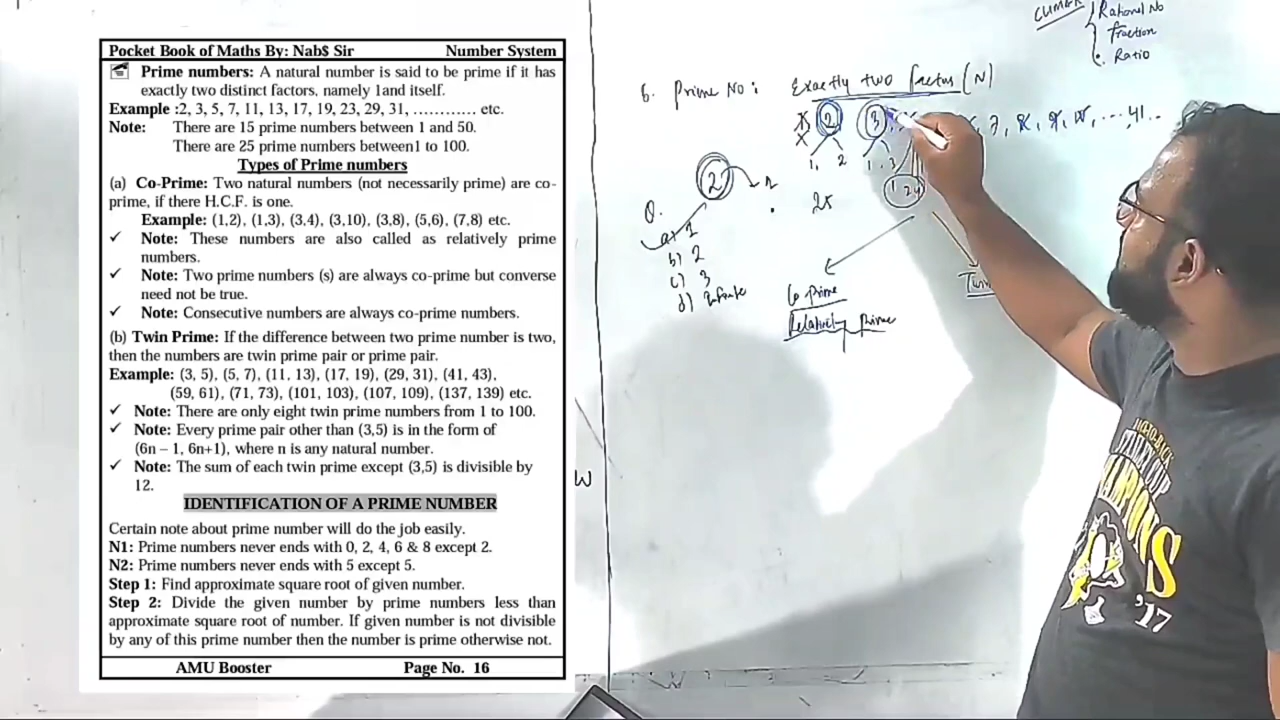 Pocket Book of Maths By: Nab$ Sir Number System
Prime numbers: A natural number is said to be prime if it has
exactly two distinct factors, namely 1and itself.
Example :2, 3, 5, 7, 11, 13, 17, 19, 23, 29, 31, ………… etc.
Note: There are 15 prime numbers between 1 and 50.
There are 25 prime numbers between1 to 100.
Types of Prime numbers
(a) Co-Prime: Two natural numbers (not necessarily prime) are co-
prime, if there H.C.F. is one.
Example: (1,2), (1,3), (3,4), (3,10), (3,8), (5,6), (7,8) etc.
✓ Note: These numbers are also called as relatively prime
numbers.
✓ Note: Two prime numbers (s) are always co-prime but converse
need not be true.
✓ Note: Consecutive numbers are always co-prime numbers.
(b) Twin Prime: If the difference between two prime number is two,
then the numbers are twin prime pair or prime pair.
Example: (3, 5), (5, 7), (11, 13), (17, 19), (29, 31), (41, 43),
(59, 61), (71, 73), (101, 103), (107, 109), (137, 139) etc.
✓ Note: There are only eight twin prime numbers from 1 to 100.
✓ Note: Every prime pair other than (3,5) is in the form of
(6n – 1, 6n+1), where n is any natural number.
✓ Note: The sum of each twin prime except (3,5) is divisible by
12.
IDENTIFICATION OF A PRIME NUMBER
Certain note about prime number will do the job easily.
N1: Prime numbers never ends with 0, 2, 4, 6 & 8 except 2.
N2: Prime numbers never ends with 5 except 5.
Step 1: Find approximate square root of given number.
Step 2: Divide the given number by prime numbers less than
approximate square root of number. If given number is not divisible
by any of this prime number then the number is prime otherwise not.
AMU Booster Page No. 16
Rational No
fraction
Ratio
6. Prime No: Exactly two factors (N)
2 3 7, 41
1, 2 1, 3
2
Q.
a) 1
b) 2
c) 3
d) Infinite
Co Prime
Relatively Prime
W
CHAMPIONS
'17